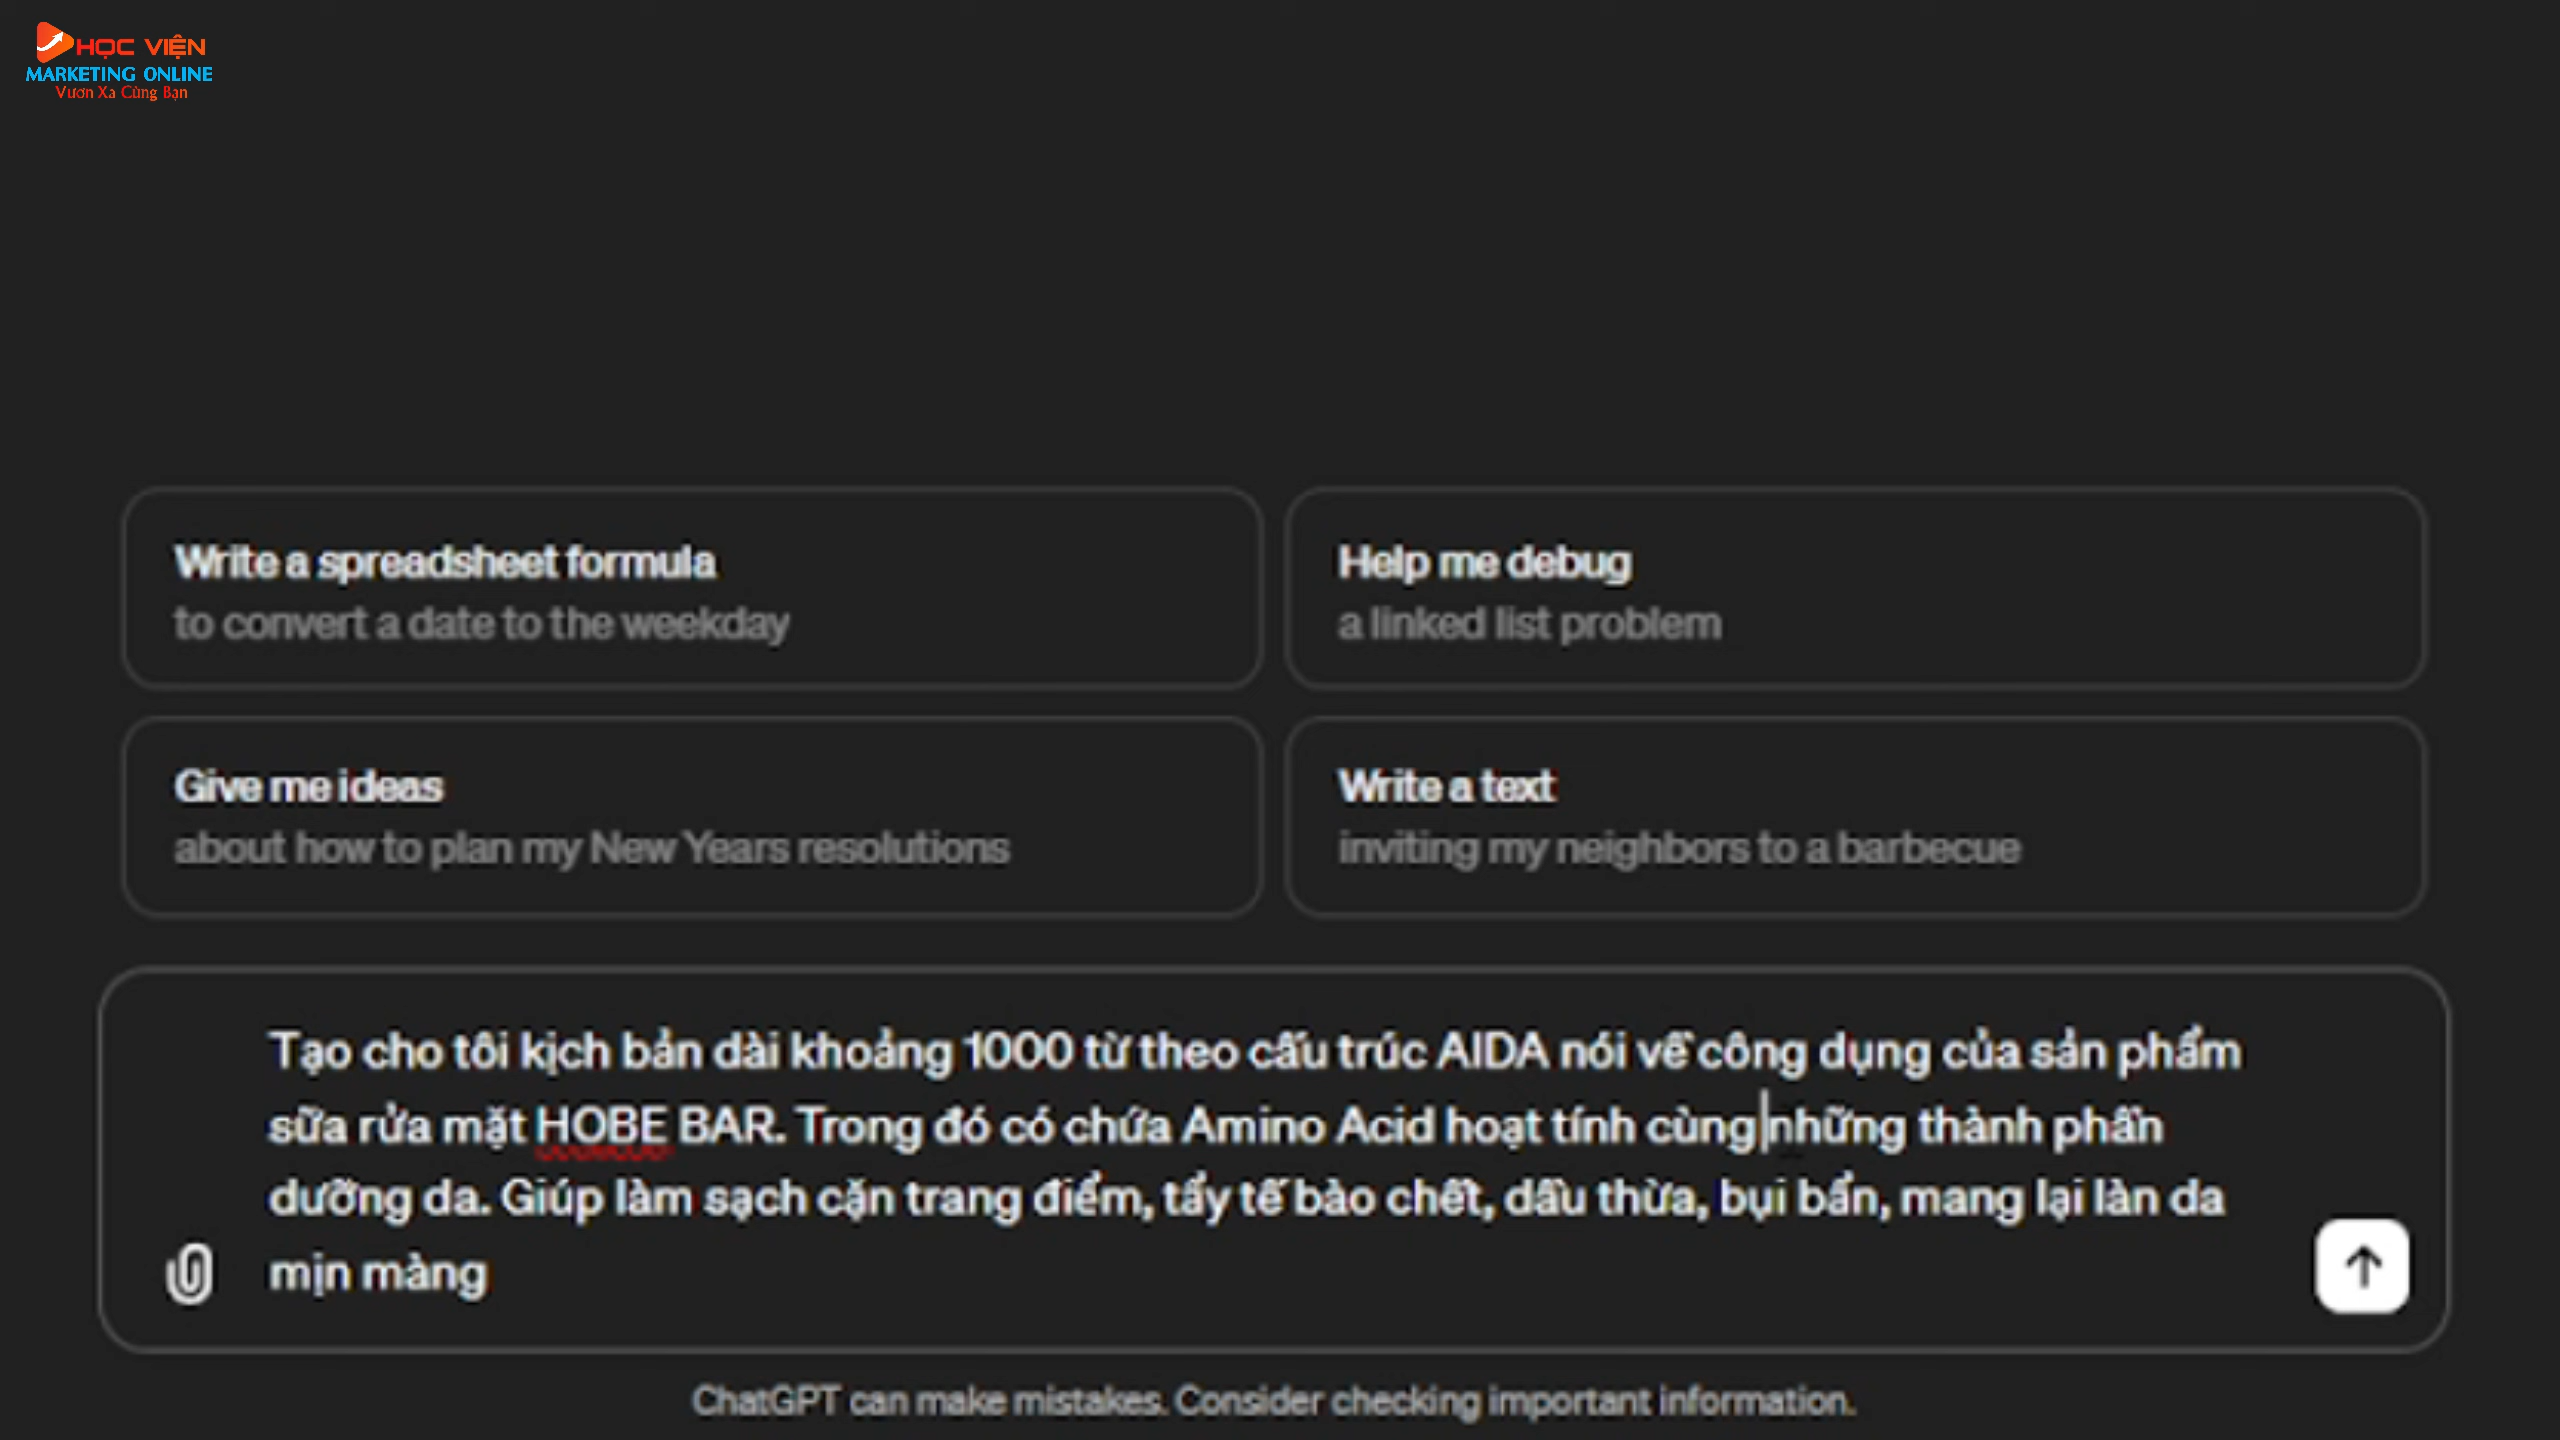 HỌC VIỆN
MARKETING ONLINE
Vươn Xa Cùng Bạn
Write a spreadsheet formula
to convert a date to the weekday
Help me debug
a linked list problem
Give me ideas
about how to plan my New Years resolutions
Write a text
inviting my neighbors to a barbecue
Tạo cho tôi kịch bản dài khoảng 1000 từ theo cấu trúc AIDA nói về công dụng của sản phẩm
sữa rửa mặt HOBE BAR. Trong đó có chứa Amino Acid hoạt tính cùng những thành phần
dưỡng da. Giúp làm sạch cặn trang điểm, tẩy tế bào chết, dầu thừa, bụi bẩn, mang lại làn da
mịn màng
ChatGPT can make mistakes. Consider checking important information.